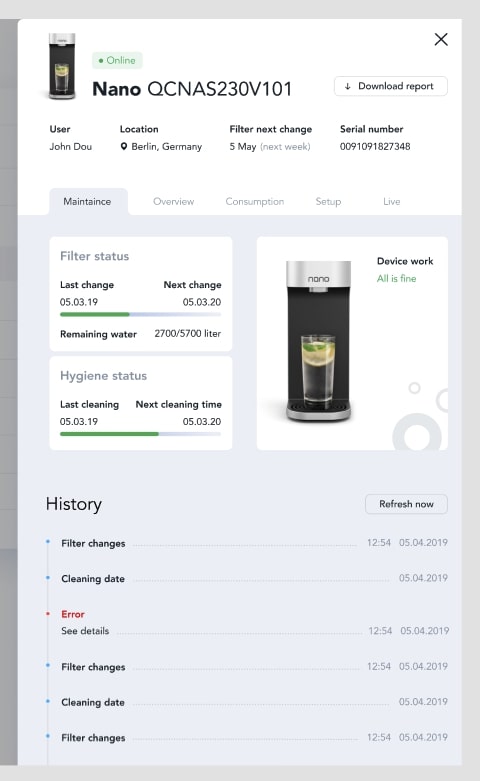 nano
Online
Nano QCNAS230V101
Download report
User
Location
Filter next change
Serial number
John Dou
Berlin, Germany
5 May (next week)
0091091827348
Maintaince
Overview
Consumption
Setup
Live
Filter status
Last change
Next change
05.03.19
05.03.20
Remaining water
2700/5700 liter
Hygiene status
Last cleaning
Next cleaning time
05.03.19
05.03.20
nano
Device work
All is fine
History
Refresh now
Filter changes 12:54 05.04.2019
Cleaning date 05.04.2019
Error
See details 12:54 05.04.2019
Filter changes 12:54 05.04.2019
Cleaning date 05.04.2019
Filter changes 12:54 05.04.2019